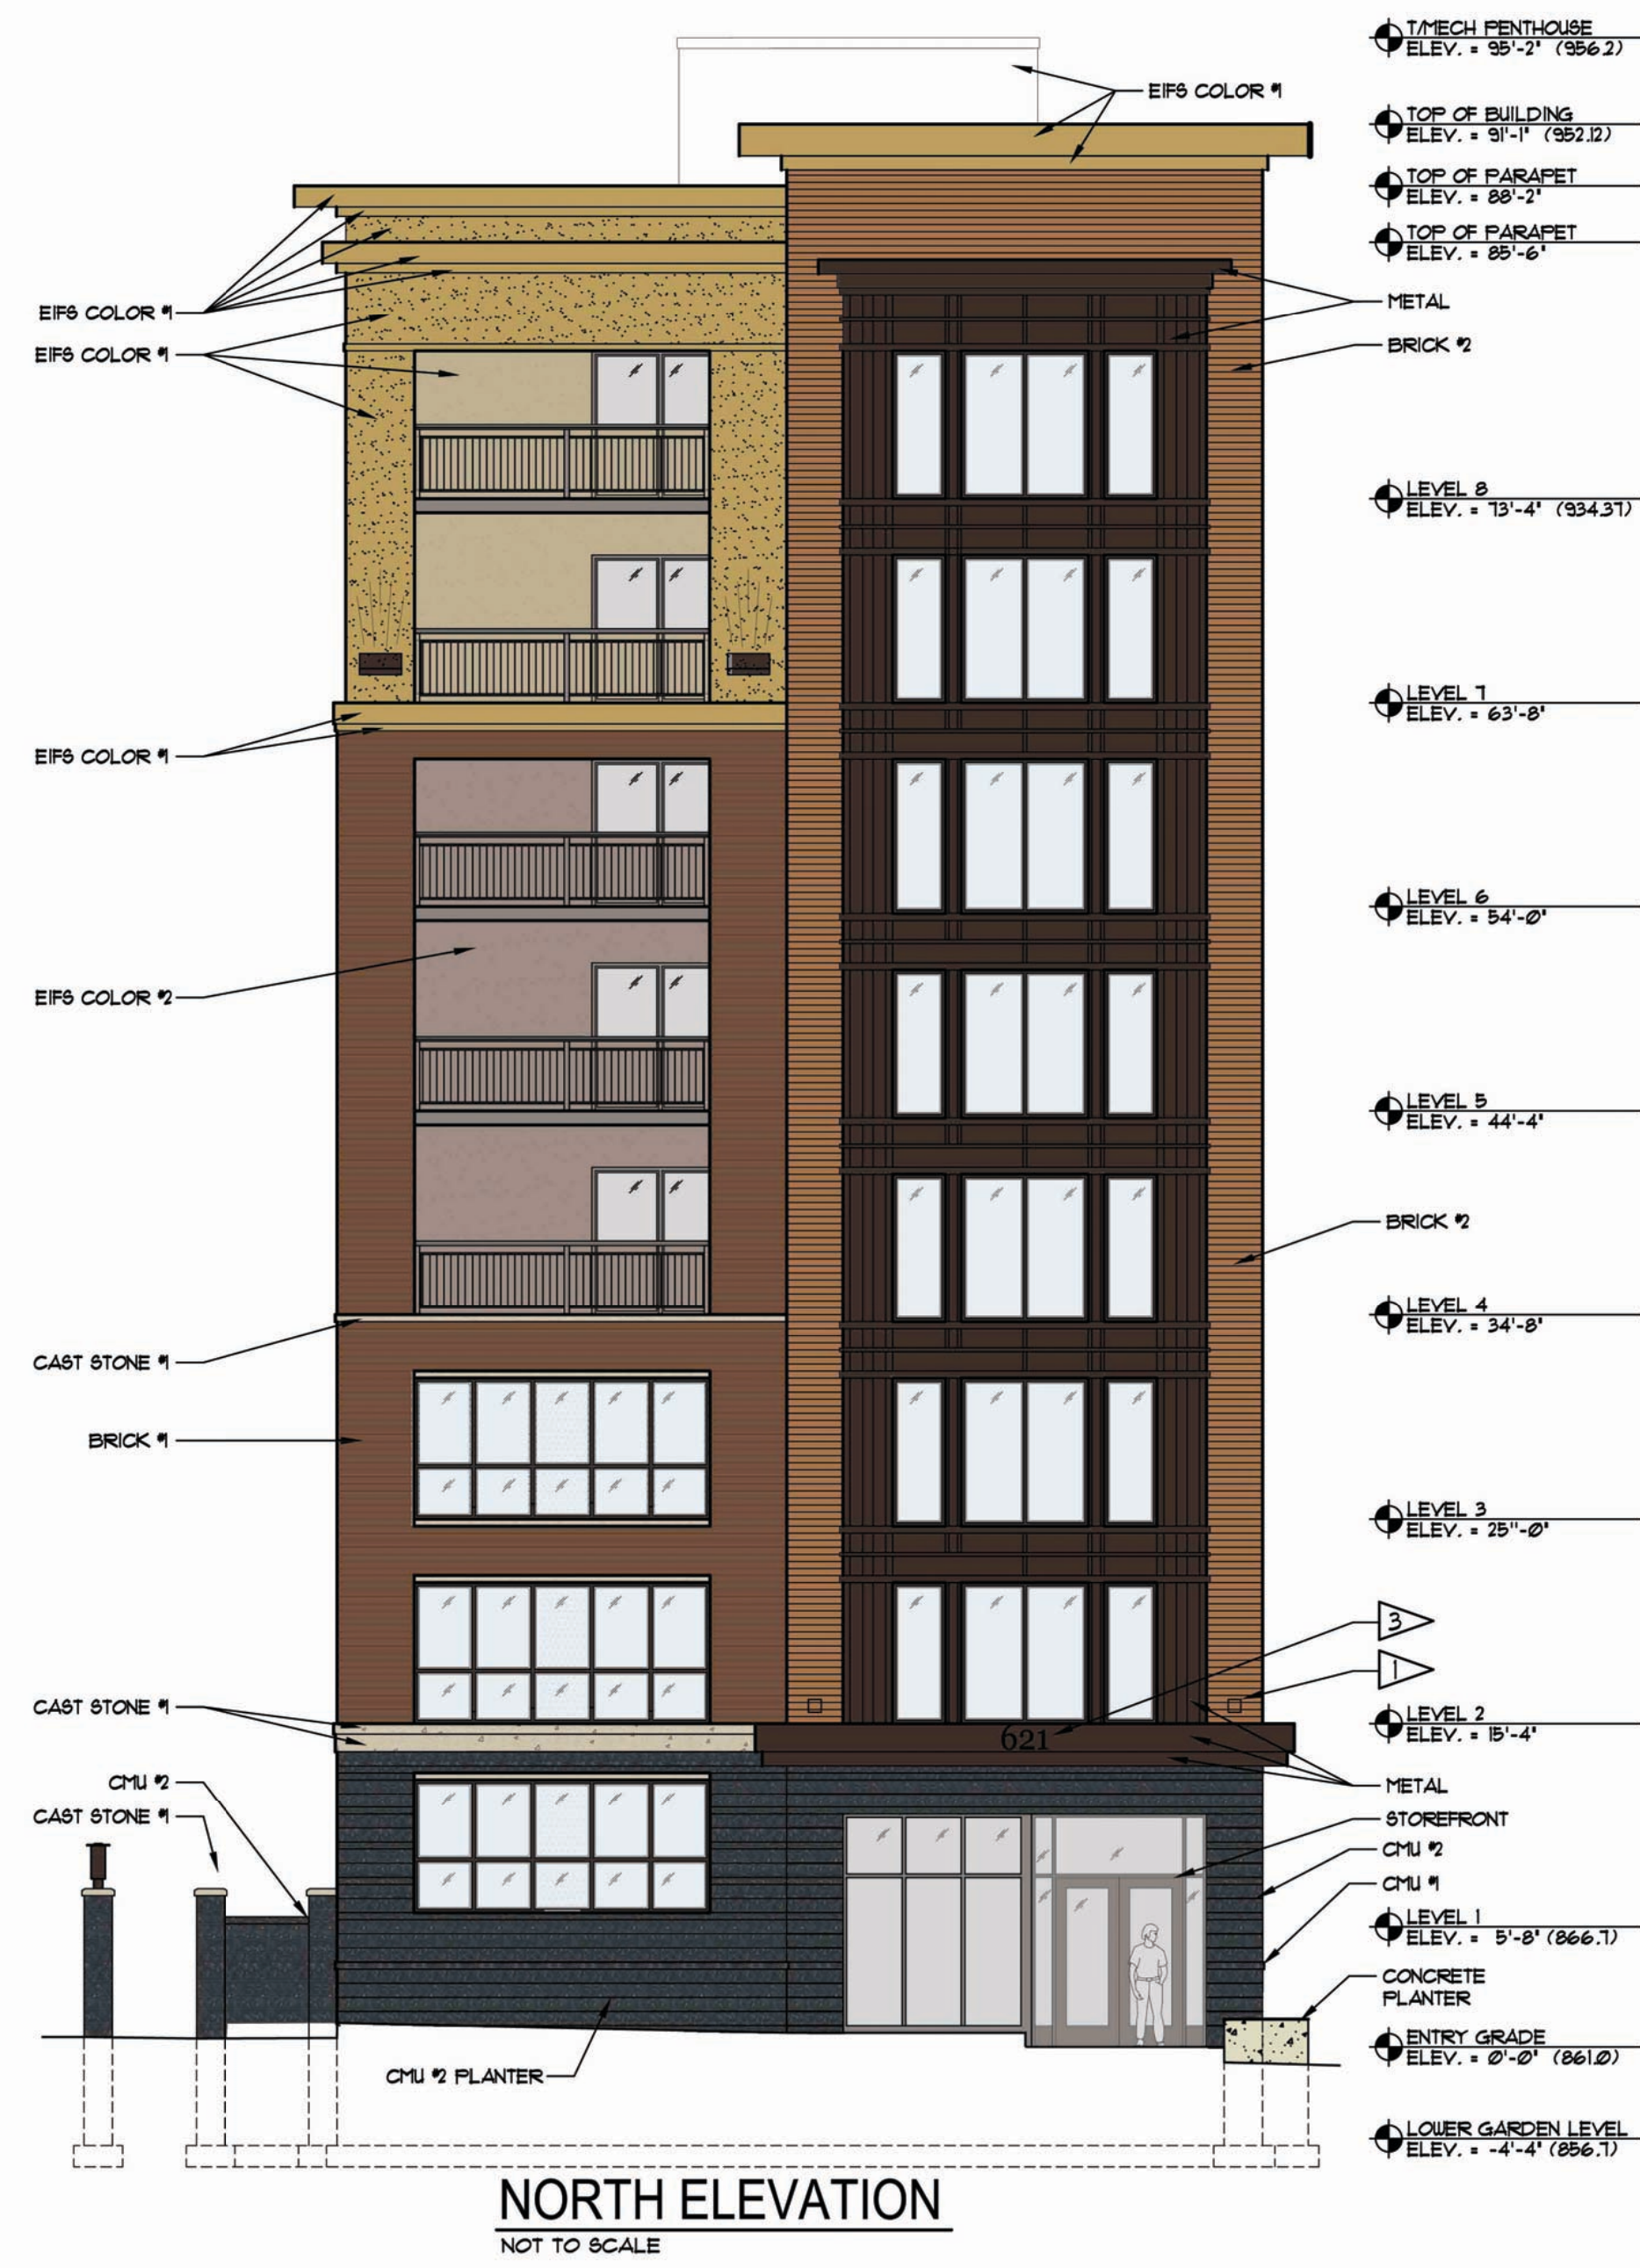 T/MECH PENTHOUSE
ELEV. = 95'-2" (956.2)
EIFS COLOR #1
TOP OF BUILDING
ELEV. = 91'-1" (952.12)
TOP OF PARAPET
ELEV. = 88'-2"
TOP OF PARAPET
ELEV. = 85'-6"
EIFS COLOR #1
METAL
EIFS COLOR #1
BRICK #2
LEVEL 8
ELEV. = 73'-4" (934.37)
LEVEL 7
ELEV. = 63'-8"
EIFS COLOR #1
LEVEL 6
ELEV. = 54'-0"
EIFS COLOR #2
LEVEL 5
ELEV. = 44'-4"
BRICK #2
LEVEL 4
ELEV. = 34'-8"
CAST STONE #1
BRICK #1
LEVEL 3
ELEV. = 25"-0"
3
1
CAST STONE #1
LEVEL 2
ELEV. = 15'-4"
621
CMU #2
METAL
CAST STONE #1
STOREFRONT
CMU #2
CMU #1
LEVEL 1
ELEV. = 5'-8" (866.7)
CONCRETE
PLANTER
ENTRY GRADE
ELEV. = 0'-0" (861.0)
CMU #2 PLANTER
LOWER GARDEN LEVEL
ELEV. = -4'-4" (856.7)
NORTH ELEVATION
NOT TO SCALE